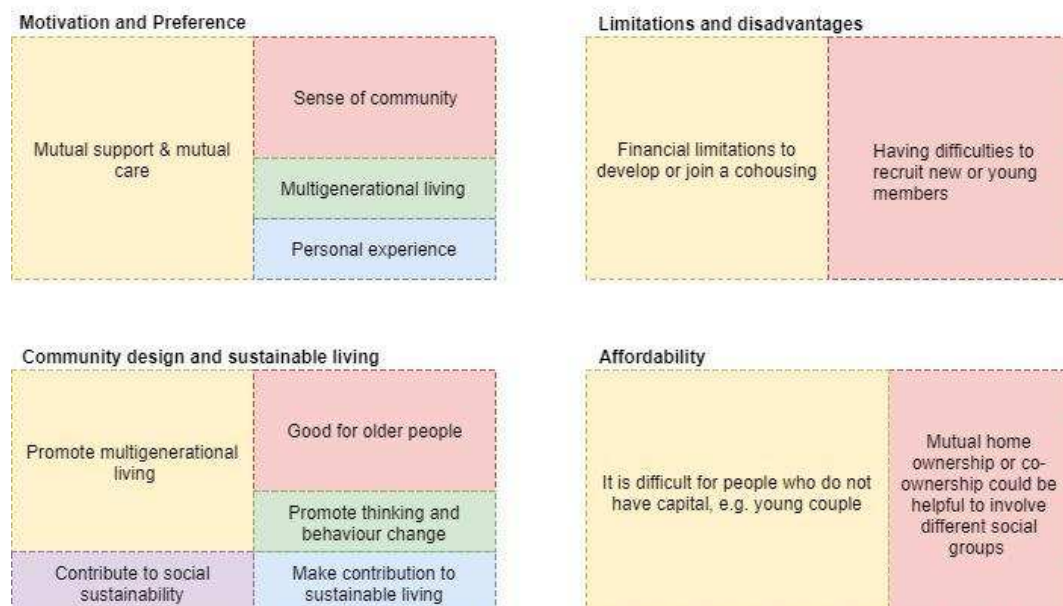 Motivation and Preference
Mutual support & mutual
care
Sense of community
Multigenerational living
Personal experience
Limitations and disadvantages
Financial limitations to
develop or join a cohousing
Having difficulties to
recruit new or young
members
Community design and sustainable living
Promote multigenerational
living
Good for older people
Promote thinking and
behaviour change
Contribute to social
sustainability
Make contribution to
sustainable living
Affordability
It is difficult for people who do not
have capital, e.g. young couple
Mutual home
ownership or co-
ownership could be
helpful to involve
different social
groups